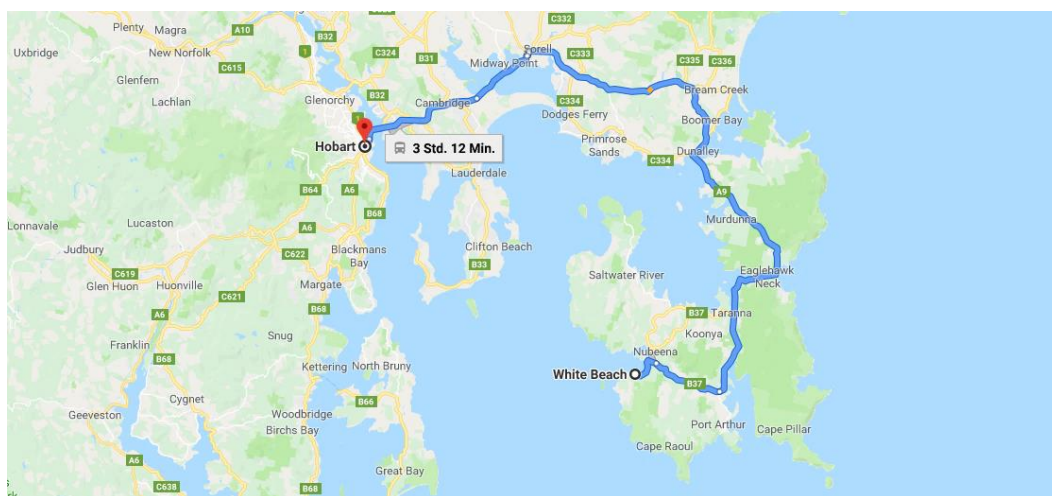 Plenty
Magra
A10
B32
C332
Uxbridge
New Norfolk
1
C324
B31
Sorell
C333
Midway Point
C335
C336
Glenfern
C615
Lachlan
Glenorchy
B32
Cambridge
Bream Creek
C334
Dodges Ferry
Boomer Bay
1
Hobart
3 Std. 12 Min.
Primrose
Sands
C334
Dunalley
Lauderdale
B64
A6
B68
A9
Lonnavale
Lucaston
A6
Murdunna
Judbury
Blackmans
Bay
Clifton Beach
C622
C619
Glen Huon
Huonville
Margate
B33
Saltwater River
Eaglehawk
Neck
C621
B68
A6
B37
Taranna
Koonya
Snug
Franklin
Nubeena
B68
Kettering
North Bruny
White Beach
B37
Cygnet
B66
Geeveston
Woodbridge
Birchs Bay
Port Arthur
Cape Pillar
Cape Raoul
A6
Great Bay
C638